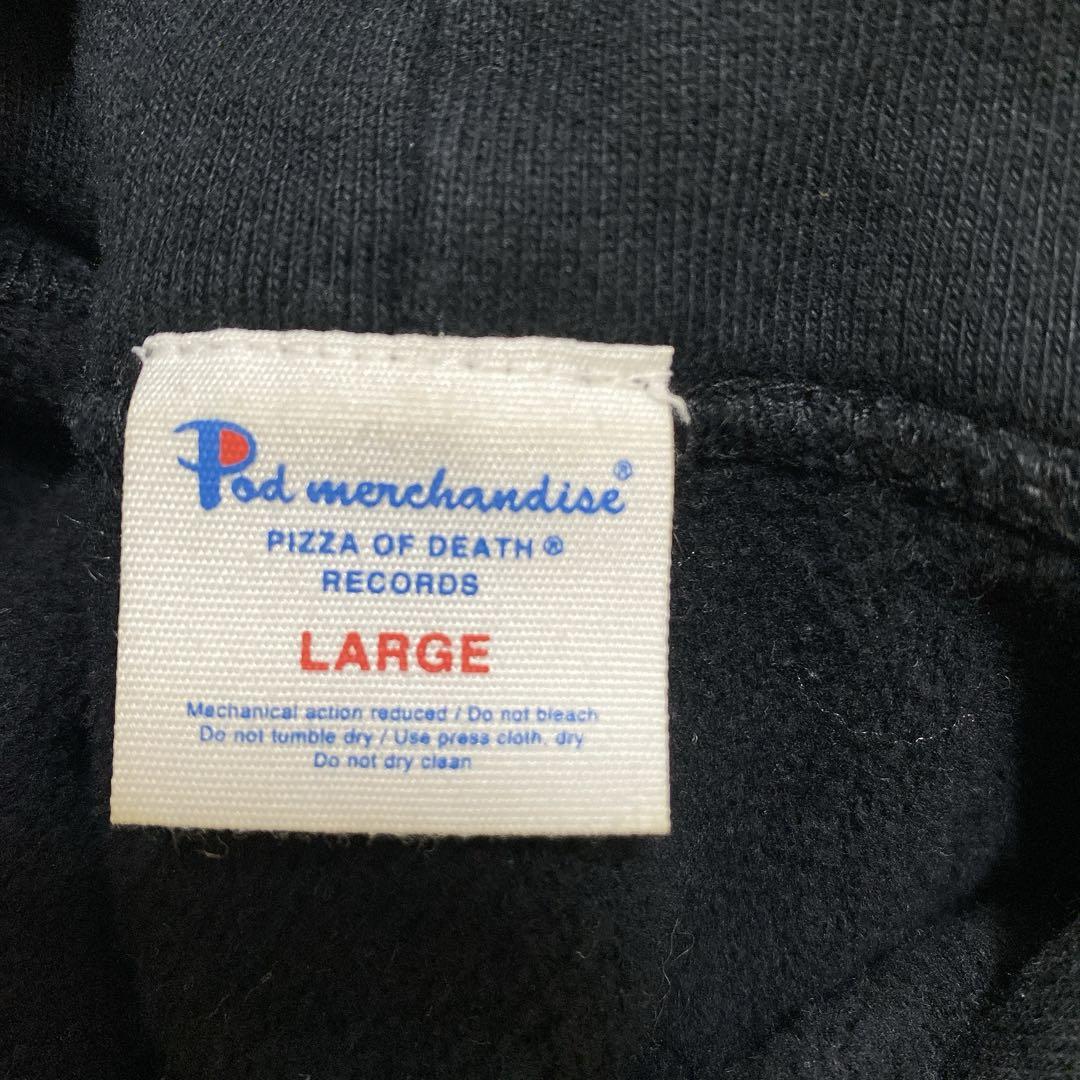 Pod merchandise®
PIZZA OF DEATH®
RECORDS
LARGE
Mechanical action reduced / Do not bleach
Do not tumble dry / Use press cloth, dry
Do not dry clean